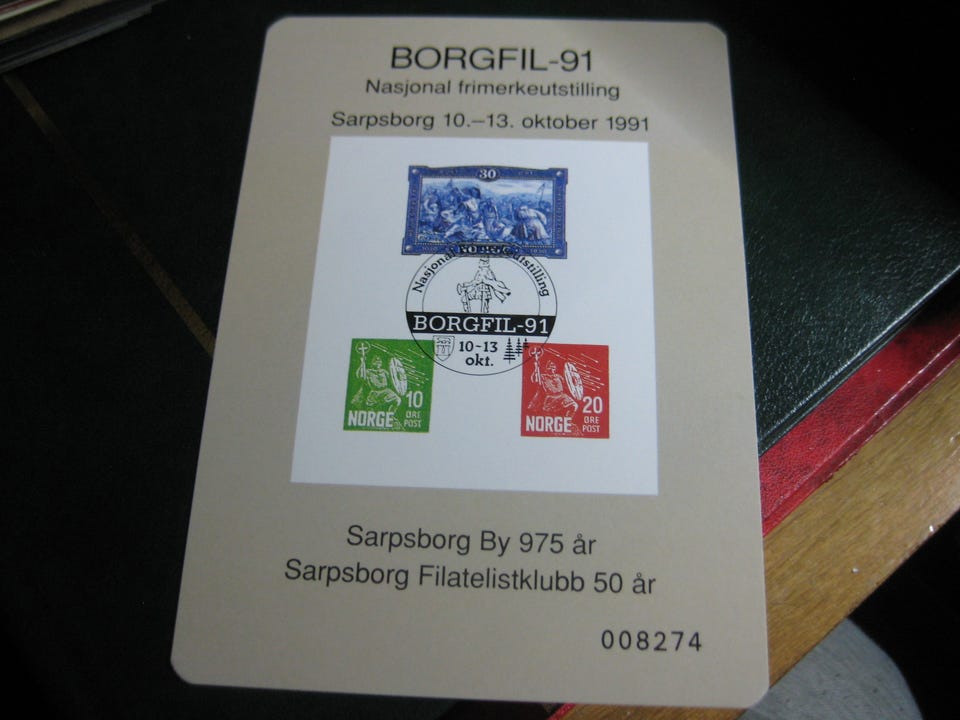 BORGFIL-91
Nasjonal frimerkeutstilling
Sarpsborg 10.–13. oktober 1991
30
Nasjonal
utstilling
BORGFIL-91
10-13
okt.
10
ØRE
NORGE POST
20
ØRE
NORGE POST
Sarpsborg By 975 år
Sarpsborg Filatelistklubb 50 år
008274